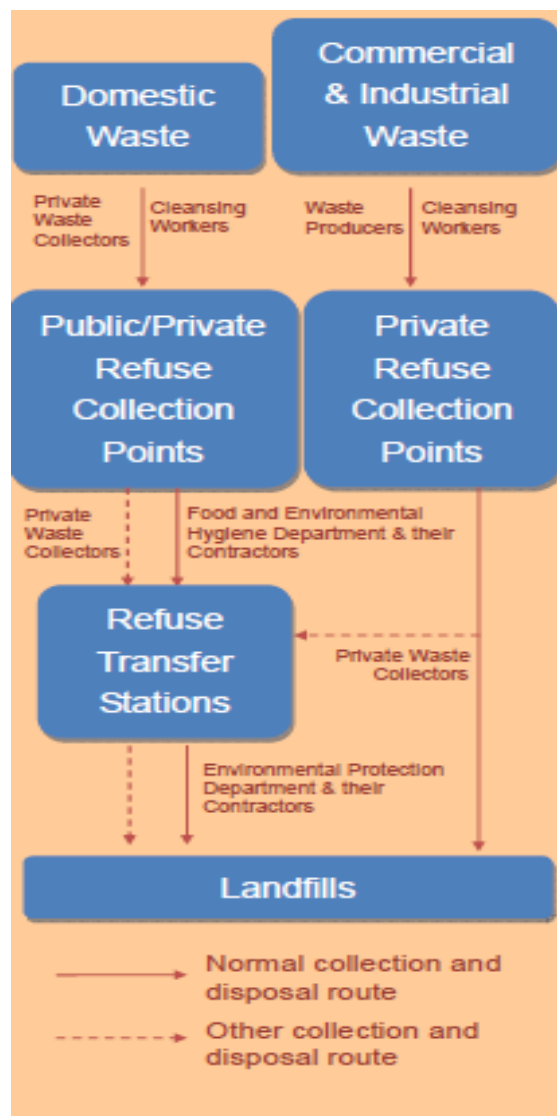 Domestic
Waste
Commercial
& Industrial
Waste
Private
Waste
Collectors
Cleansing
Workers
Waste
Producers
Cleansing
Workers
Public/Private
Refuse
Collection
Points
Private
Refuse
Collection
Points
Private
Waste
Collectors
Food and Environmental
Hygiene Department & their
Contractors
Refuse
Transfer
Stations
Private Waste
Collectors
Environmental Protection
Department & their
Contractors
Landfills
Normal collection and
disposal route
Other collection and
disposal route